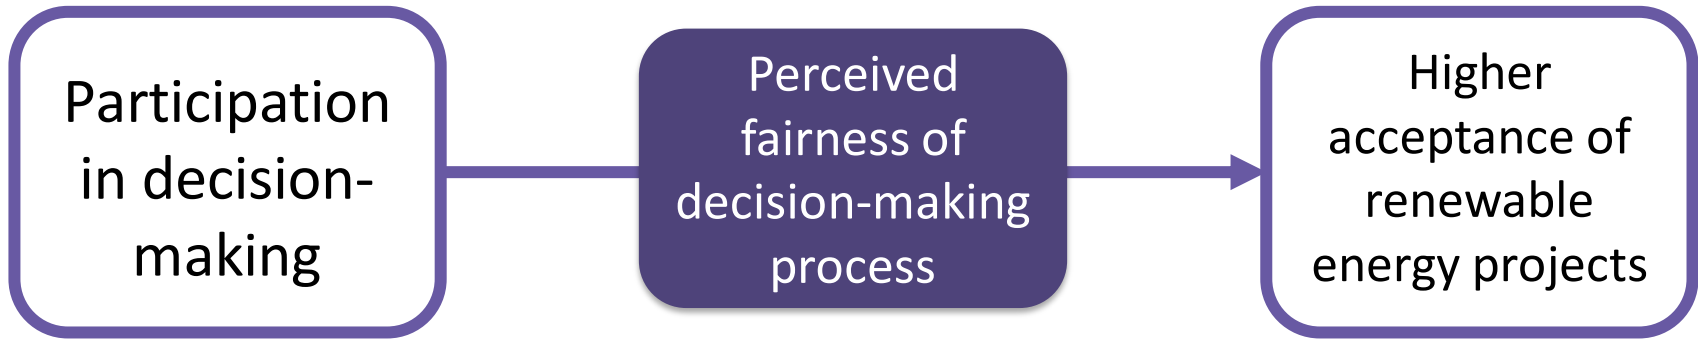 Participation
in decision-
making
Perceived
fairness of
decision-making
process
Higher
acceptance of
renewable
energy projects